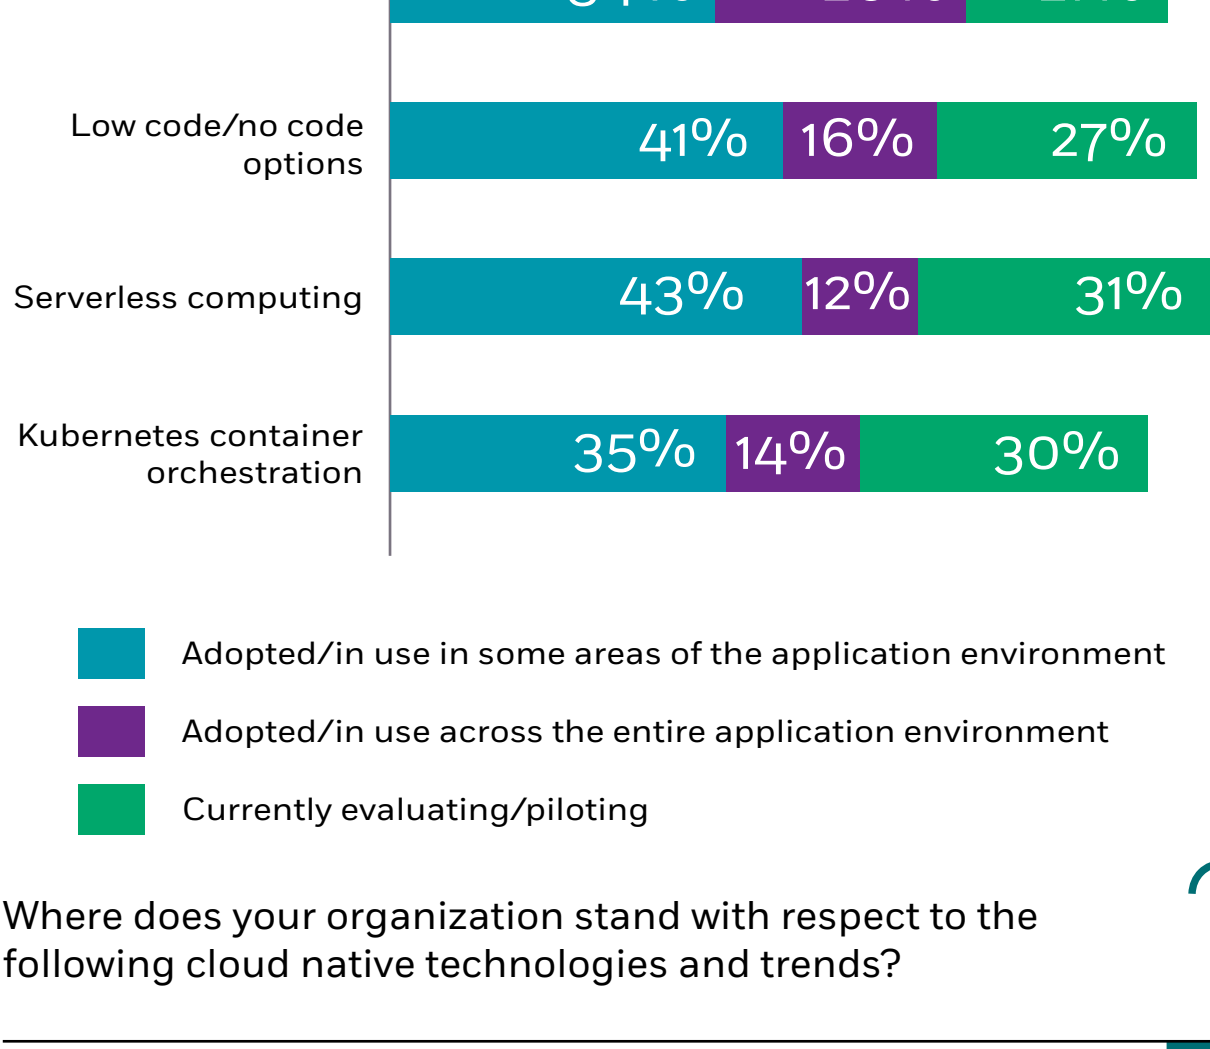 Low code/no code
options
41% 16% 27%
Serverless computing
43% 12% 31%
Kubernetes container
orchestration
35% 14% 30%
Adopted/in use in some areas of the application environment
Adopted/in use across the entire application environment
Currently evaluating/piloting
Where does your organization stand with respect to the
following cloud native technologies and trends?